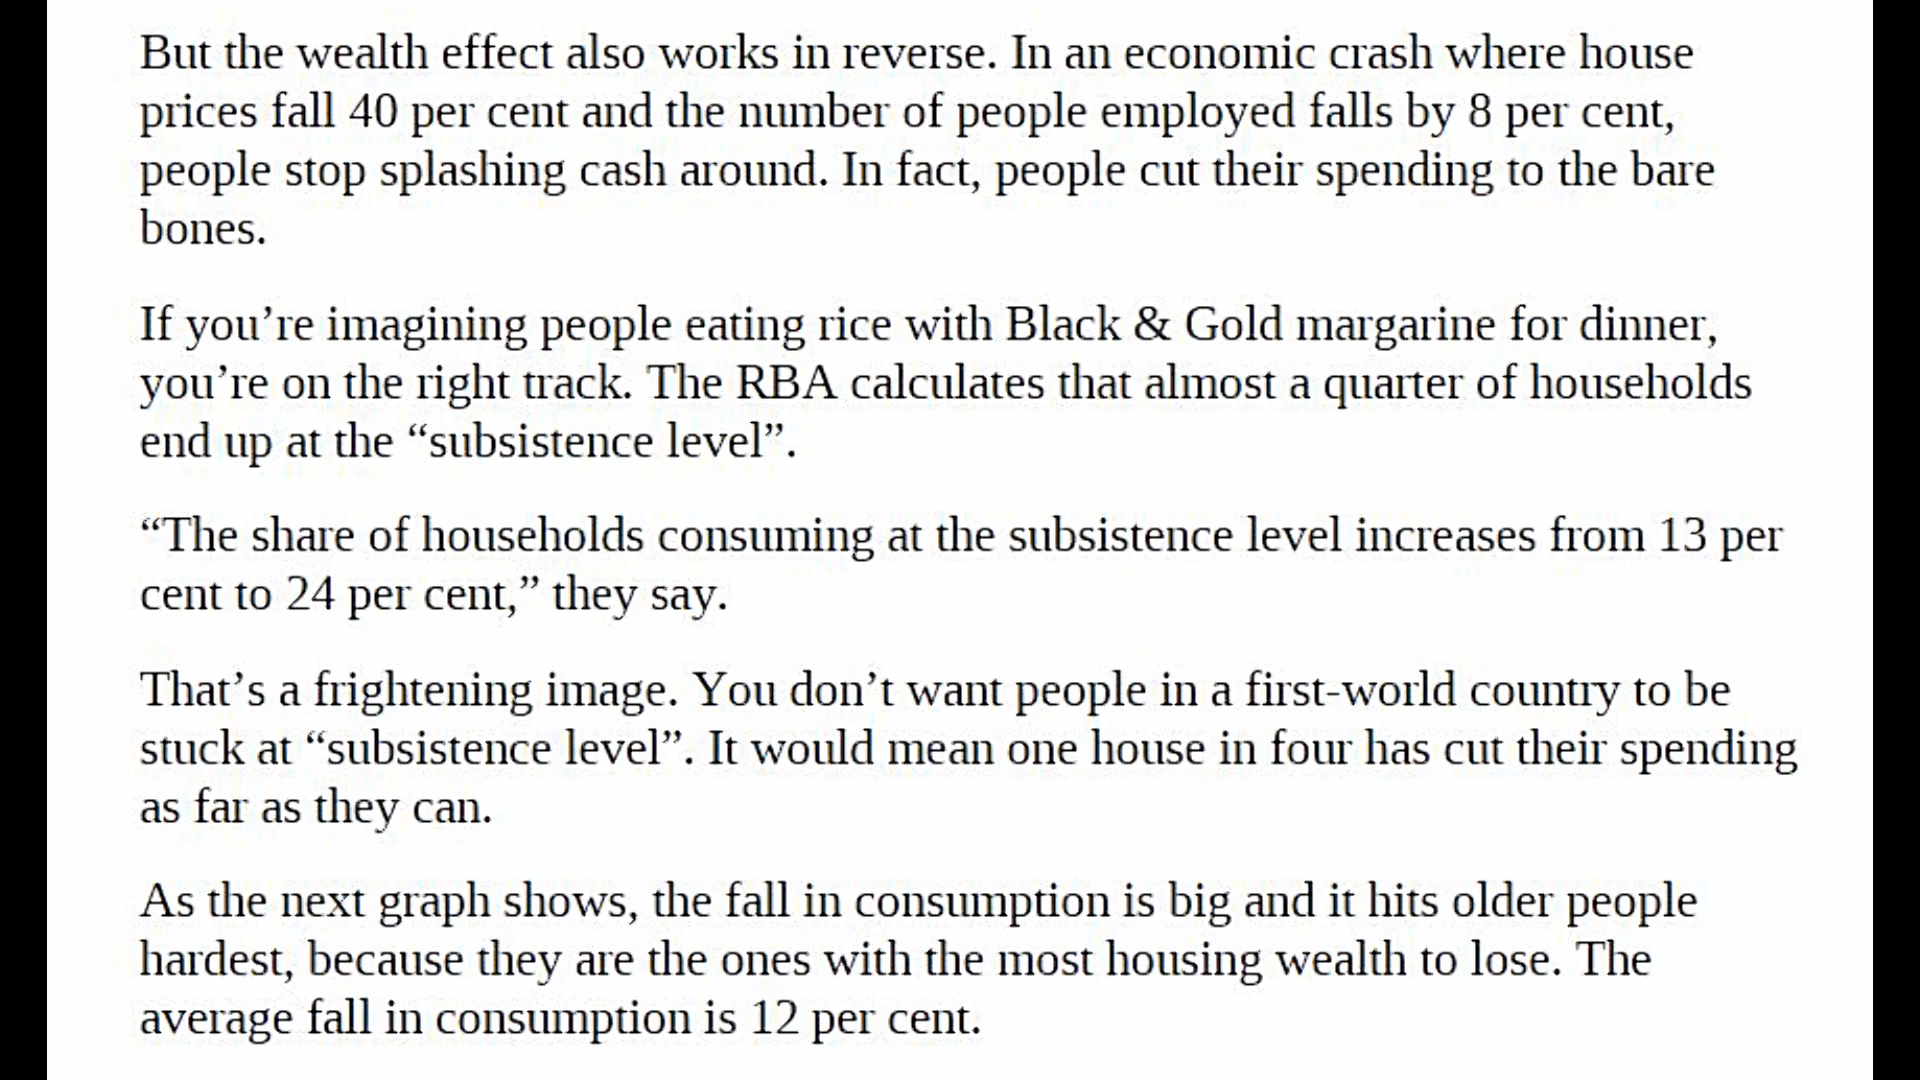 But the wealth effect also works in reverse. In an economic crash where house
prices fall 40 per cent and the number of people employed falls by 8 per cent,
people stop splashing cash around. In fact, people cut their spending to the bare
bones.
If you’re imagining people eating rice with Black & Gold margarine for dinner,
you’re on the right track. The RBA calculates that almost a quarter of households
end up at the “subsistence level”.
“The share of households consuming at the subsistence level increases from 13 per
cent to 24 per cent,” they say.
That’s a frightening image. You don’t want people in a first-world country to be
stuck at “subsistence level”. It would mean one house in four has cut their spending
as far as they can.
As the next graph shows, the fall in consumption is big and it hits older people
hardest, because they are the ones with the most housing wealth to lose. The
average fall in consumption is 12 per cent.